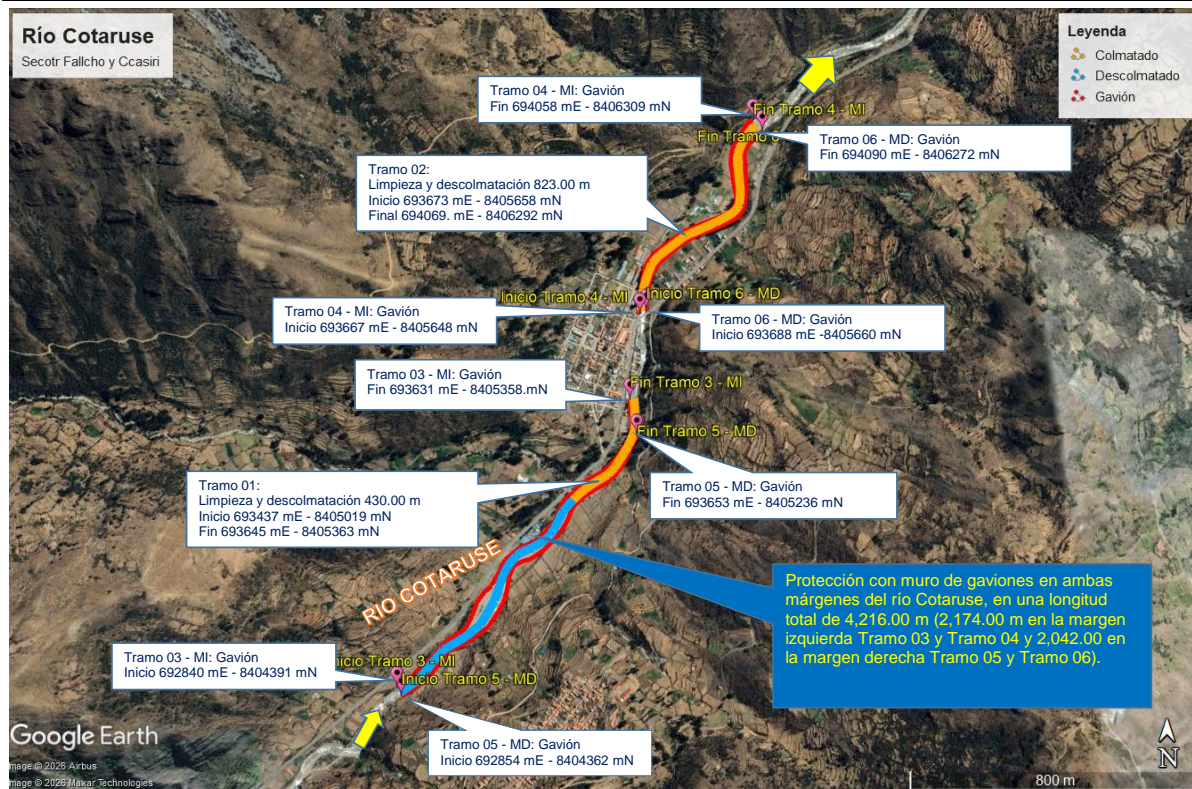 Río Cotaruse
Secotr Fallcho y Ccasiri
Leyenda
Colmatado
Descolmatado
Gavión
Tramo 04 - MI: Gavión
Fin 694058 mE - 8406309 mN
Fin Tramo 4 - MI
Fin Tramo
Tramo 06 - MD: Gavión
Fin 694090 mE - 8406272 mN
Tramo 02:
Limpieza y descolmatación 823.00 m
Inicio 693673 mE - 8405658 mN
Final 694069. mE - 8406292 mN
Inicio Tramo 4 - MI
Inicio Tramo 6 - MD
Tramo 04 - MI: Gavión
Inicio 693667 mE - 8405648 mN
Tramo 06 - MD: Gavión
Inicio 693688 mE -8405660 mN
Tramo 03 - MI: Gavión
Fin 693631 mE - 8405358.mN
Fin Tramo 3 - MI
Fin Tramo 5 - MD
Tramo 01:
Limpieza y descolmatación 430.00 m
Inicio 693437 mE - 8405019 mN
Fin 693645 mE - 8405363 mN
Tramo 05 - MD: Gavión
Fin 693653 mE - 8405236 mN
RIO COTARUSE
Protección con muro de gaviones en ambas
márgenes del río Cotaruse, en una longitud
total de 4,216.00 m (2,174.00 m en la margen
izquierda Tramo 03 y Tramo 04 y 2,042.00 en
la margen derecha Tramo 05 y Tramo 06).
Tramo 03 - MI: Gavión
Inicio 692840 mE - 8404391 mN
nicio Tramo 3 - MI
Inicio Tramo 5 - MD
Tramo 05 - MD: Gavión
Inicio 692854 mE - 8404362 mN
Google Earth
mage © 2026 Airbus
mage © 2026 Maxar Technologies
800 m
N